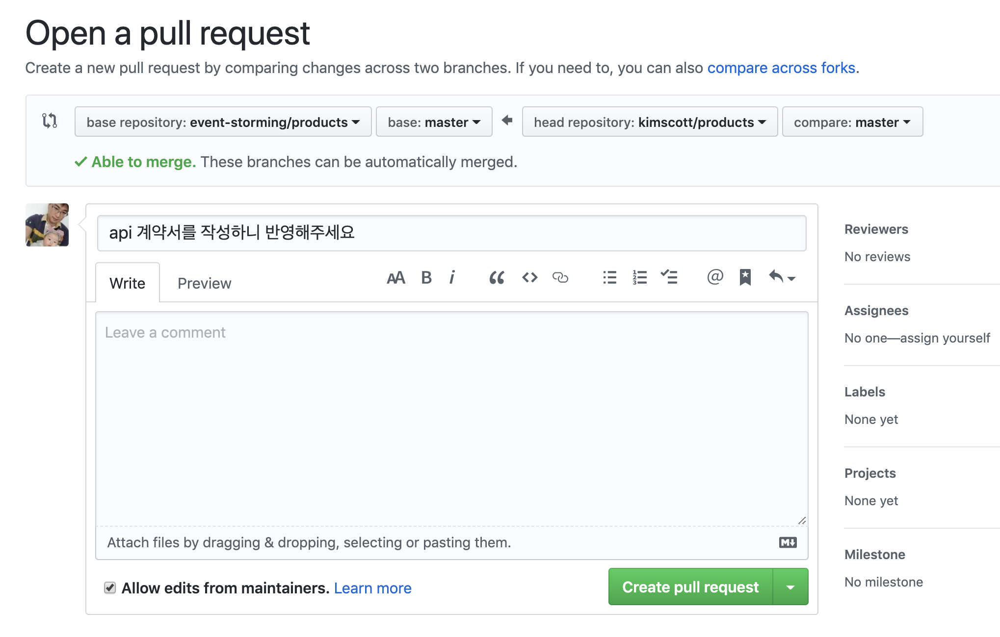 Open a pull request
Create a new pull request by comparing changes across two branches. If you need to, you can also compare across forks.
base repository: event-storming/products base: master head repository: kimscott/products compare: master
Able to merge. These branches can be automatically merged.
api 계약서를 작성하니 반영해주세요
Write Preview AA B i @
Leave a comment
Attach files by dragging & dropping, selecting or pasting them.
Allow edits from maintainers. Learn more
Create pull request
Reviewers
No reviews
Assignees
No one—assign yourself
Labels
None yet
Projects
None yet
Milestone
No milestone